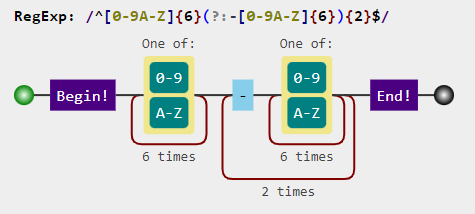 RegExp: /^[0-9A-Z]{6}(?:-[0-9A-Z]{6}){2}$/
One of: One of:
0-9 0-9
Begin! - End!
A-Z A-Z
6 times 6 times
2 times